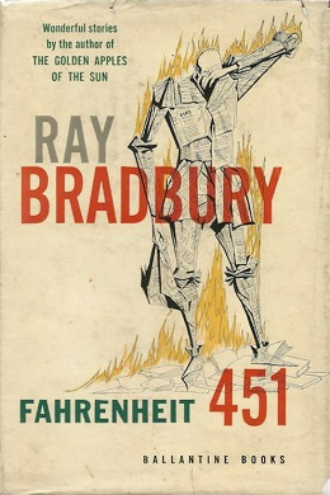 Wonderful stories
by the author of
THE GOLDEN APPLES
OF THE SUN
RAY
BRADBURY
FAHRENHEIT 451
BALLANTINE BOOKS